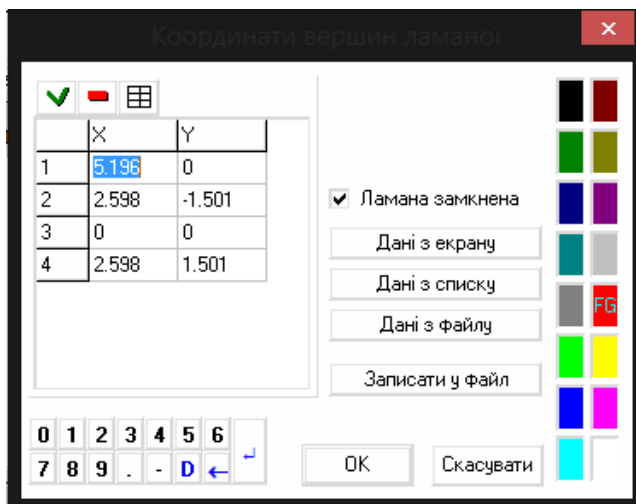 Координати вершин ламаної
X Y
1 5.196 0
2 2.598 -1.501
3 0 0
4 2.598 1.501
Ламана замкнена
Дані з екрану
Дані з списку
Дані з файлу
FG
Записати у файл
0 1 2 3 4 5 6
7 8 9 . - D ←
OK Скасувати